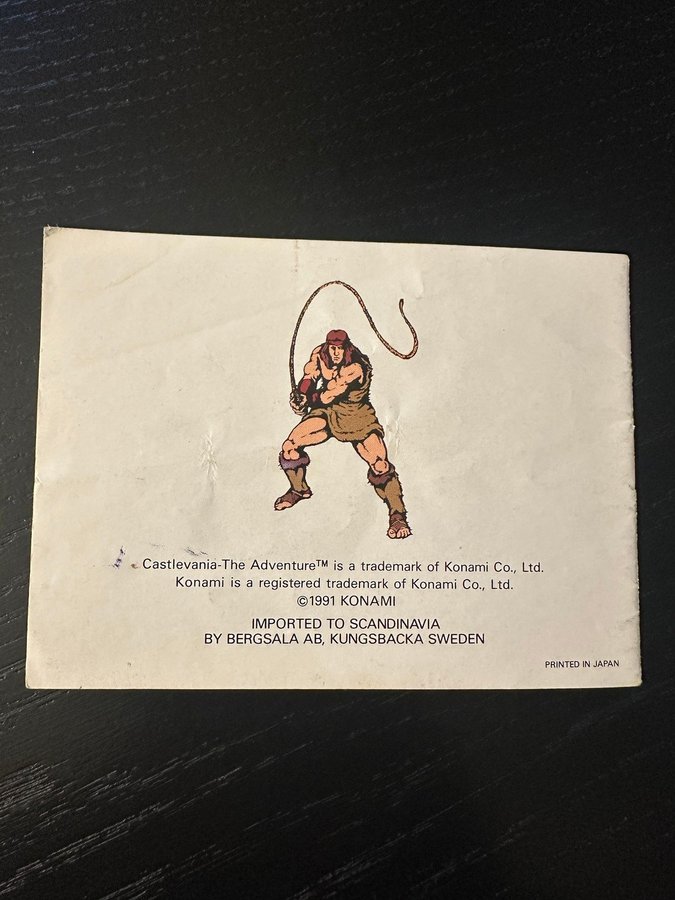 Castlevania-The Adventure™ is a trademark of Konami Co., Ltd.
Konami is a registered trademark of Konami Co., Ltd.
©1991 KONAMI
IMPORTED TO SCANDINAVIA
BY BERGSALA AB, KUNGSBACKA SWEDEN
PRINTED IN JAPAN